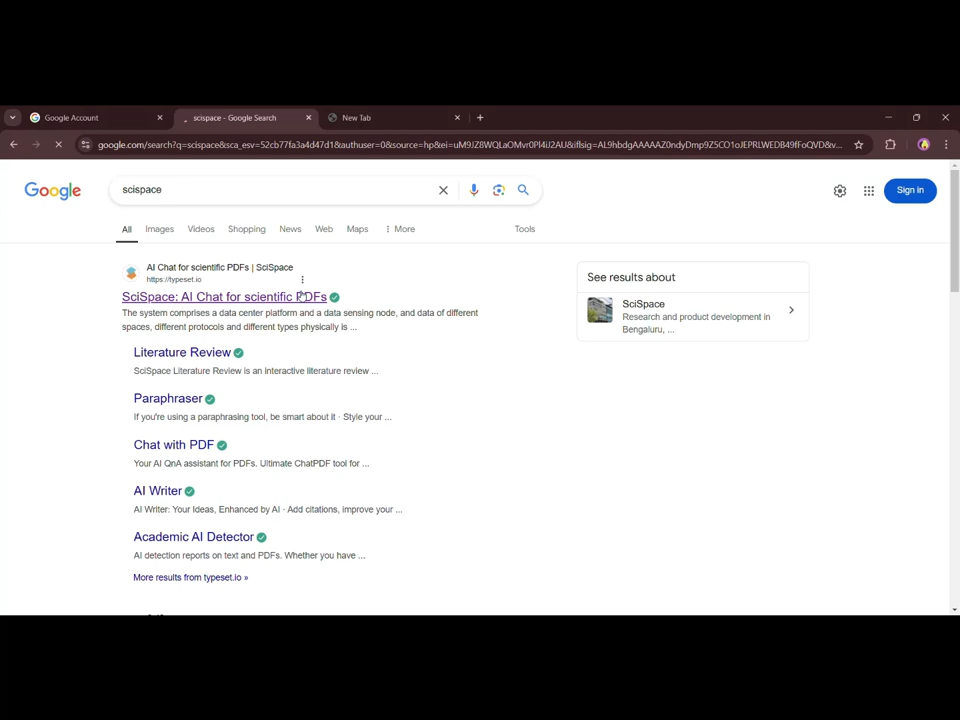 Google Account
scispace - Google Search
New Tab
google.com/search?q=scispace&sca_esv=52cb77fa3a4d47d1&authuser=0&source=hp&ei=uM9JZ8WQLaOMvr0Pl4iJ2AU&iflsig=AL9hbdgAAAAAZ0ndyDmp9Z5CO1oJEPRLWEDB49fFoQVD&v...
Google
scispace
Sign in
All
Images
Videos
Shopping
News
Web
Maps
More
Tools
AI Chat for scientific PDFs | SciSpace
https://typeset.io
SciSpace: AI Chat for scientific PDFs
The system comprises a data center platform and a data sensing node, and data of different
spaces, different protocols and different types physically is ...
Literature Review
SciSpace Literature Review is an interactive literature review ...
Paraphraser
If you're using a paraphrasing tool, be smart about it · Style your ...
Chat with PDF
Your AI QnA assistant for PDFs. Ultimate ChatPDF tool for ...
AI Writer
AI Writer: Your Ideas, Enhanced by AI · Add citations, improve your ...
Academic AI Detector
AI detection reports on text and PDFs. Whether you have ...
More results from typeset.io »
See results about
SciSpace
Research and product development in
Bengaluru, ...